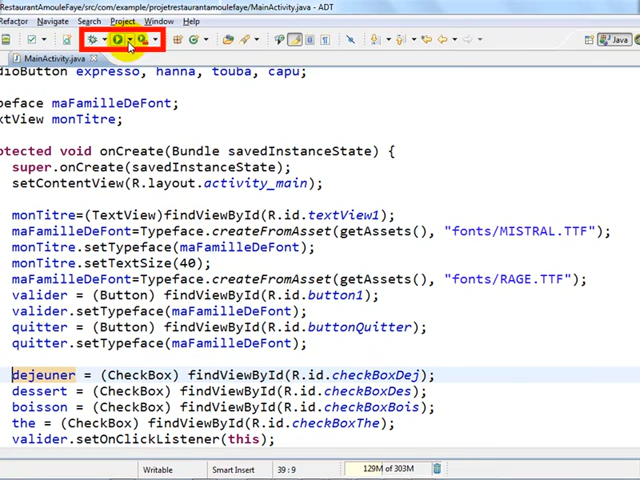 RestaurantAmouleFaye/src/com/example/projetrestaurantamoulefaye/MainActivity.java - ADT
Refactor Navigate Search Project Window Help
Java
MainActivity.java
dioButton expresso, hanna, touba, capu;
peface maFamilleDeFont;
xtView monTitre;
otected void onCreate(Bundle savedInstanceState) {
super.onCreate(savedInstanceState);
setContentView(R.layout.activity_main);
monTitre=(TextView)findViewById(R.id.textView1);
maFamilleDeFont=Typeface.createFromAsset(getAssets(), "fonts/MISTRAL.TTF");
monTitre.setTypeface(maFamilleDeFont);
monTitre.setTextSize(40);
maFamilleDeFont=Typeface.createFromAsset(getAssets(), "fonts/RAGE.TTF");
valider = (Button) findViewById(R.id.button1);
valider.setTypeface(maFamilleDeFont);
quitter = (Button) findViewById(R.id.buttonQuitter);
quitter.setTypeface(maFamilleDeFont);
dejeuner = (CheckBox) findViewById(R.id.checkBoxDej);
dessert = (CheckBox) findViewById(R.id.checkBoxDes);
boisson = (CheckBox) findViewById(R.id.checkBoxBois);
the = (CheckBox) findViewById(R.id.checkBoxThe);
valider.setOnClickListener(this);
Writable Smart Insert 39 : 9 129M of 303M